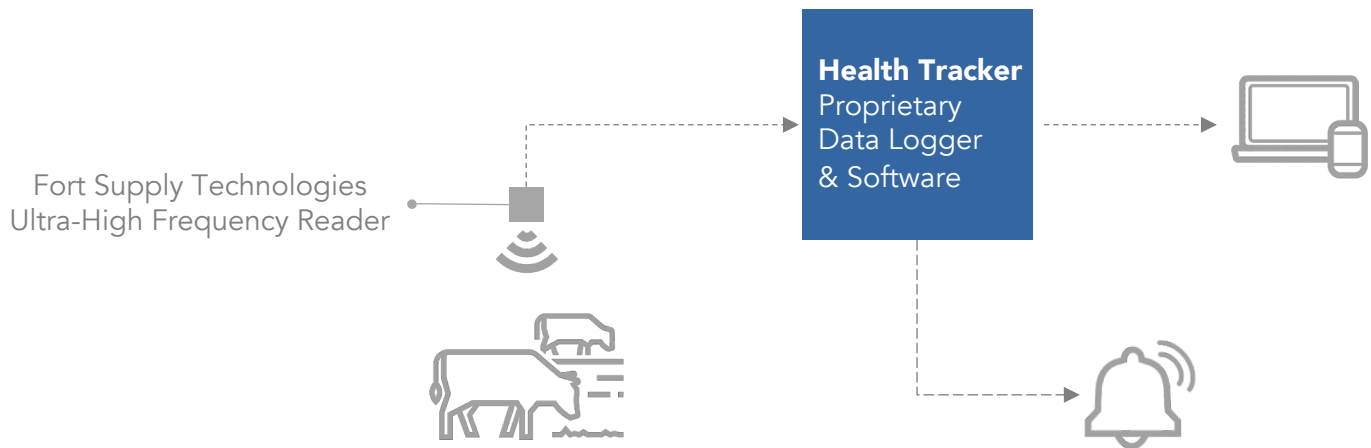 Health Tracker
Proprietary
Data Logger
& Software
Fort Supply Technologies
Ultra-High Frequency Reader